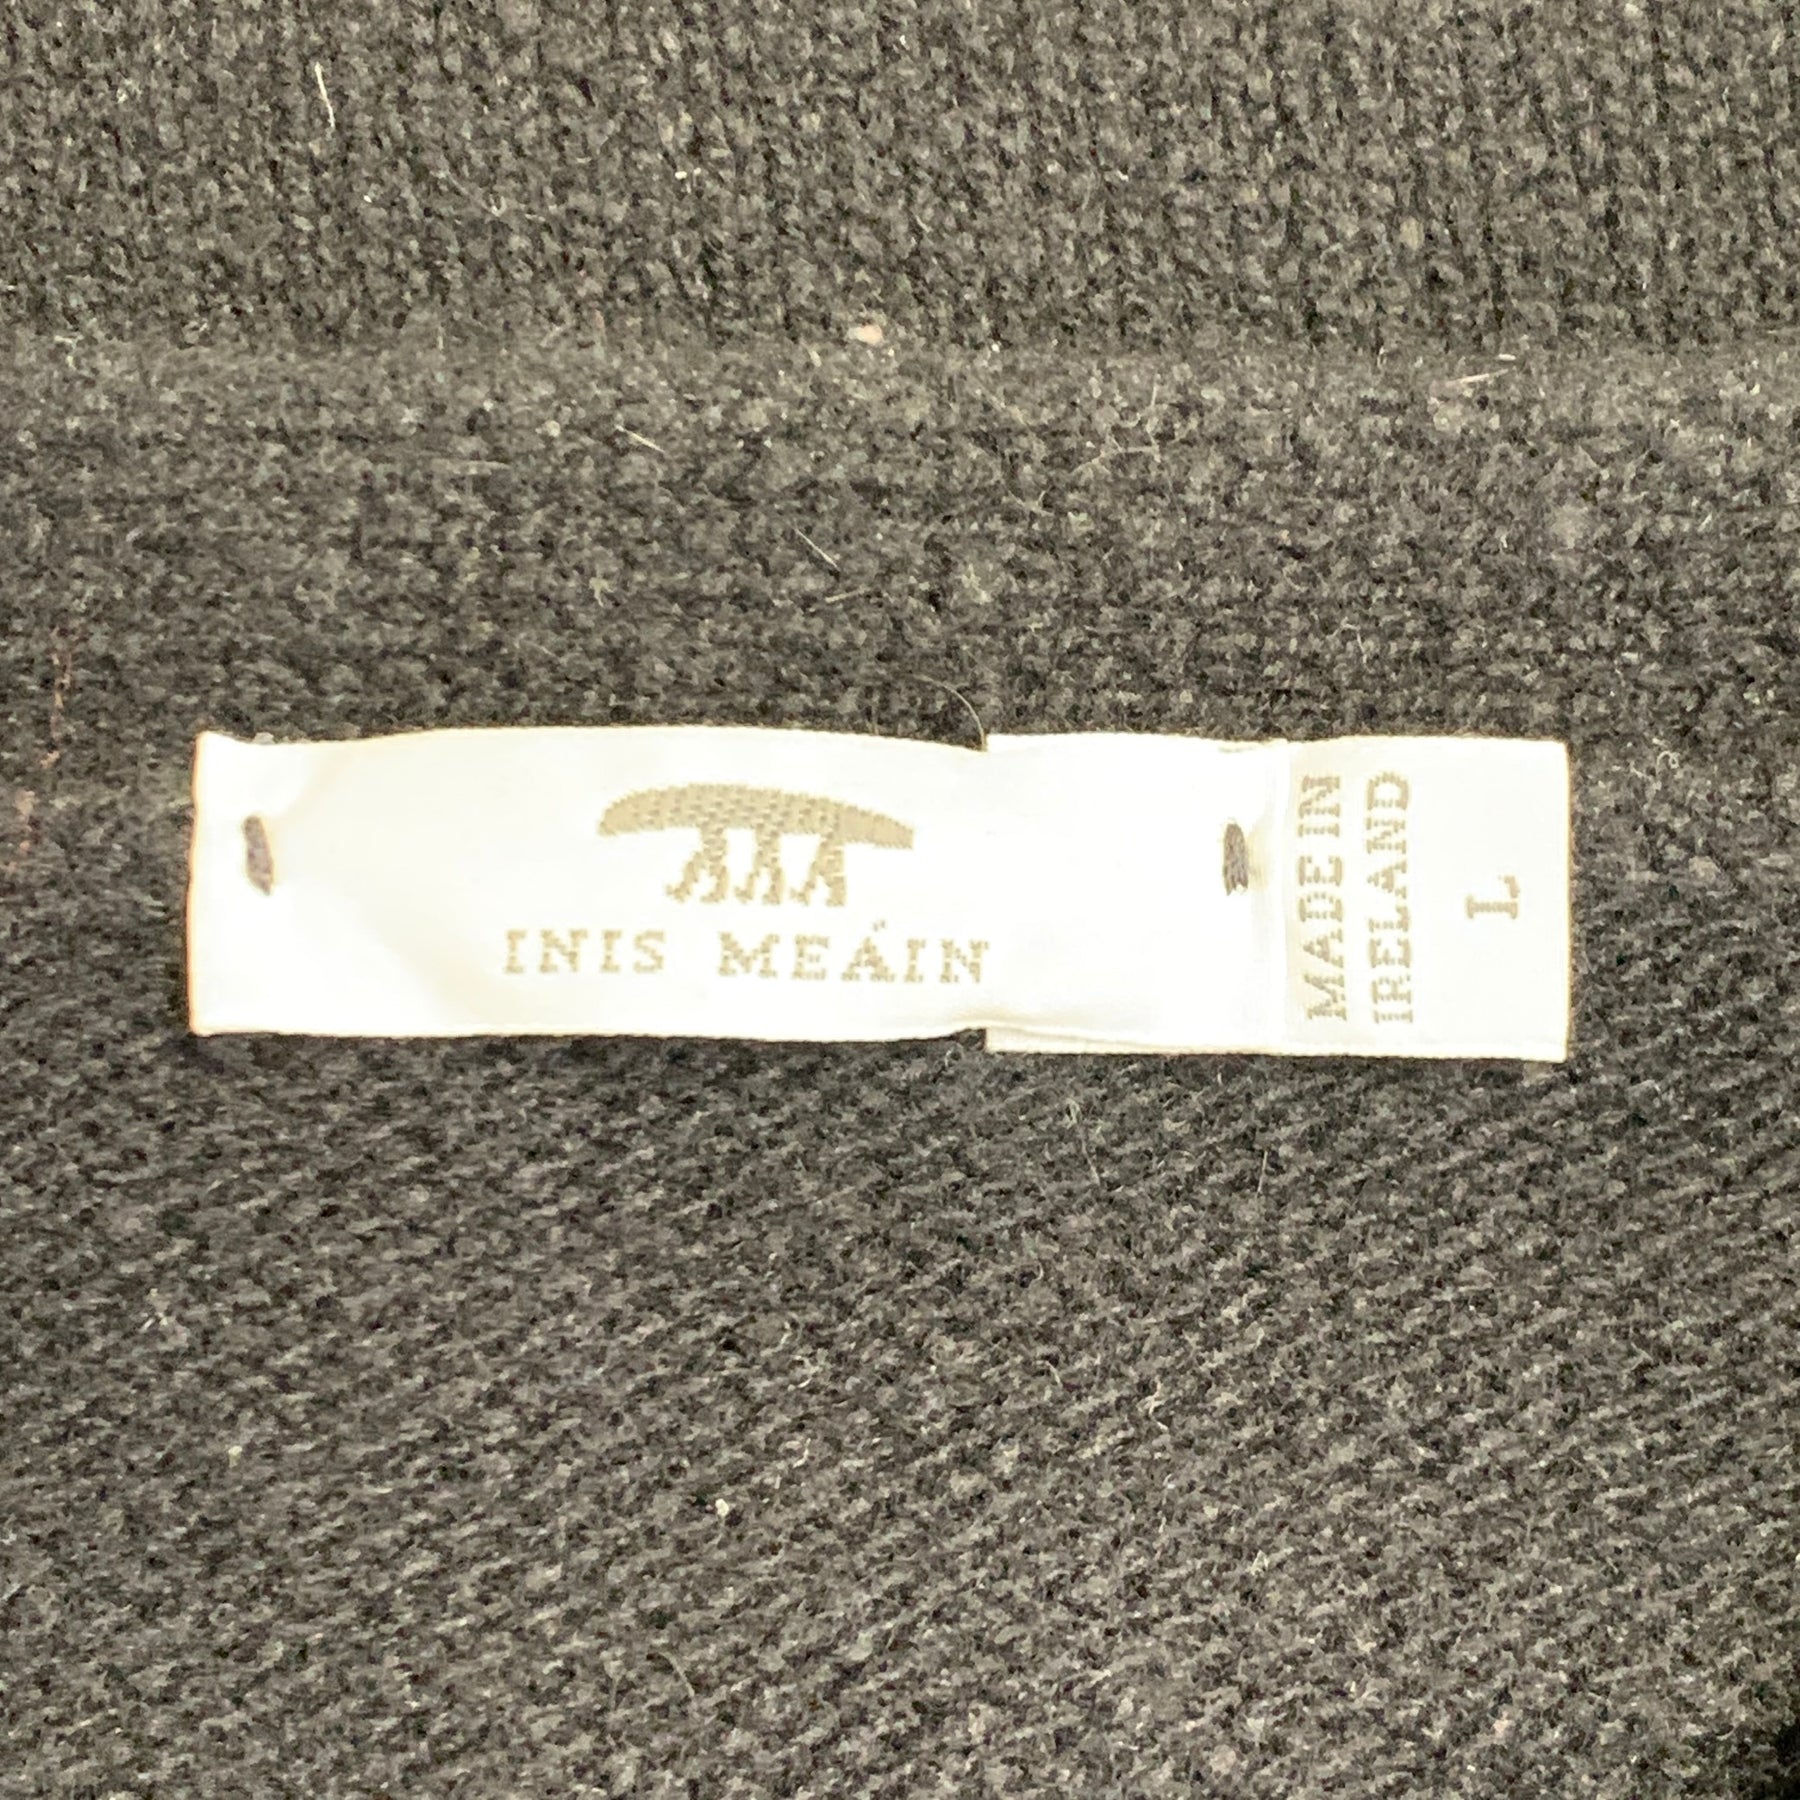 INIS MEÁIN
MADE IN
IRELAND
L